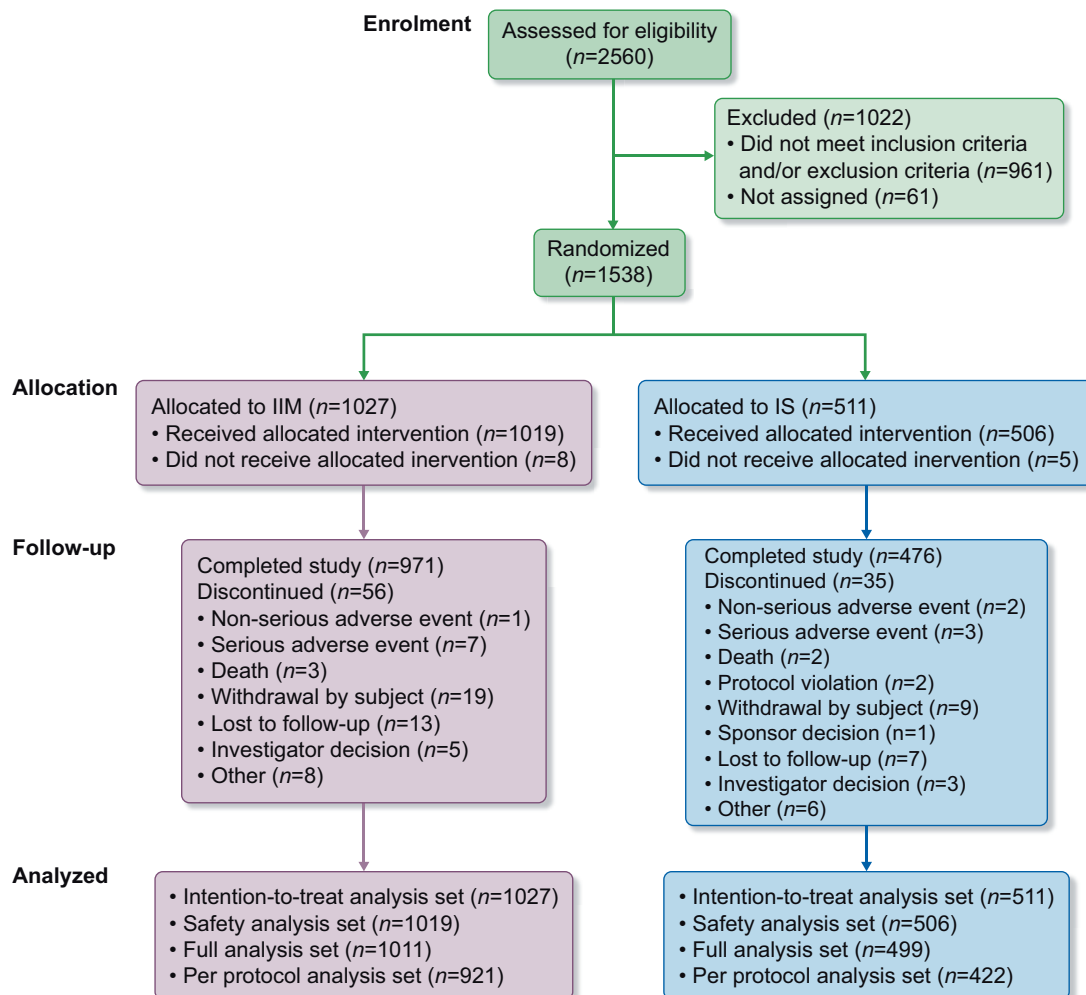 Enrolment
Assessed for eligibility
(n=2560)
Excluded (n=1022)
• Did not meet inclusion criteria
and/or exclusion criteria (n=961)
• Not assigned (n=61)
Randomized
(n=1538)
Allocation
Allocated to IIM (n=1027)
• Received allocated intervention (n=1019)
• Did not receive allocated inervention (n=8)
Allocated to IS (n=511)
• Received allocated intervention (n=506)
• Did not receive allocated inervention (n=5)
Follow-up
Completed study (n=971)
Discontinued (n=56)
• Non-serious adverse event (n=1)
• Serious adverse event (n=7)
• Death (n=3)
• Withdrawal by subject (n=19)
• Lost to follow-up (n=13)
• Investigator decision (n=5)
• Other (n=8)
Completed study (n=476)
Discontinued (n=35)
• Non-serious adverse event (n=2)
• Serious adverse event (n=3)
• Death (n=2)
• Protocol violation (n=2)
• Withdrawal by subject (n=9)
• Sponsor decision (n=1)
• Lost to follow-up (n=7)
• Investigator decision (n=3)
• Other (n=6)
Analyzed
• Intention-to-treat analysis set (n=1027)
• Safety analysis set (n=1019)
• Full analysis set (n=1011)
• Per protocol analysis set (n=921)
• Intention-to-treat analysis set (n=511)
• Safety analysis set (n=506)
• Full analysis set (n=499)
• Per protocol analysis set (n=422)